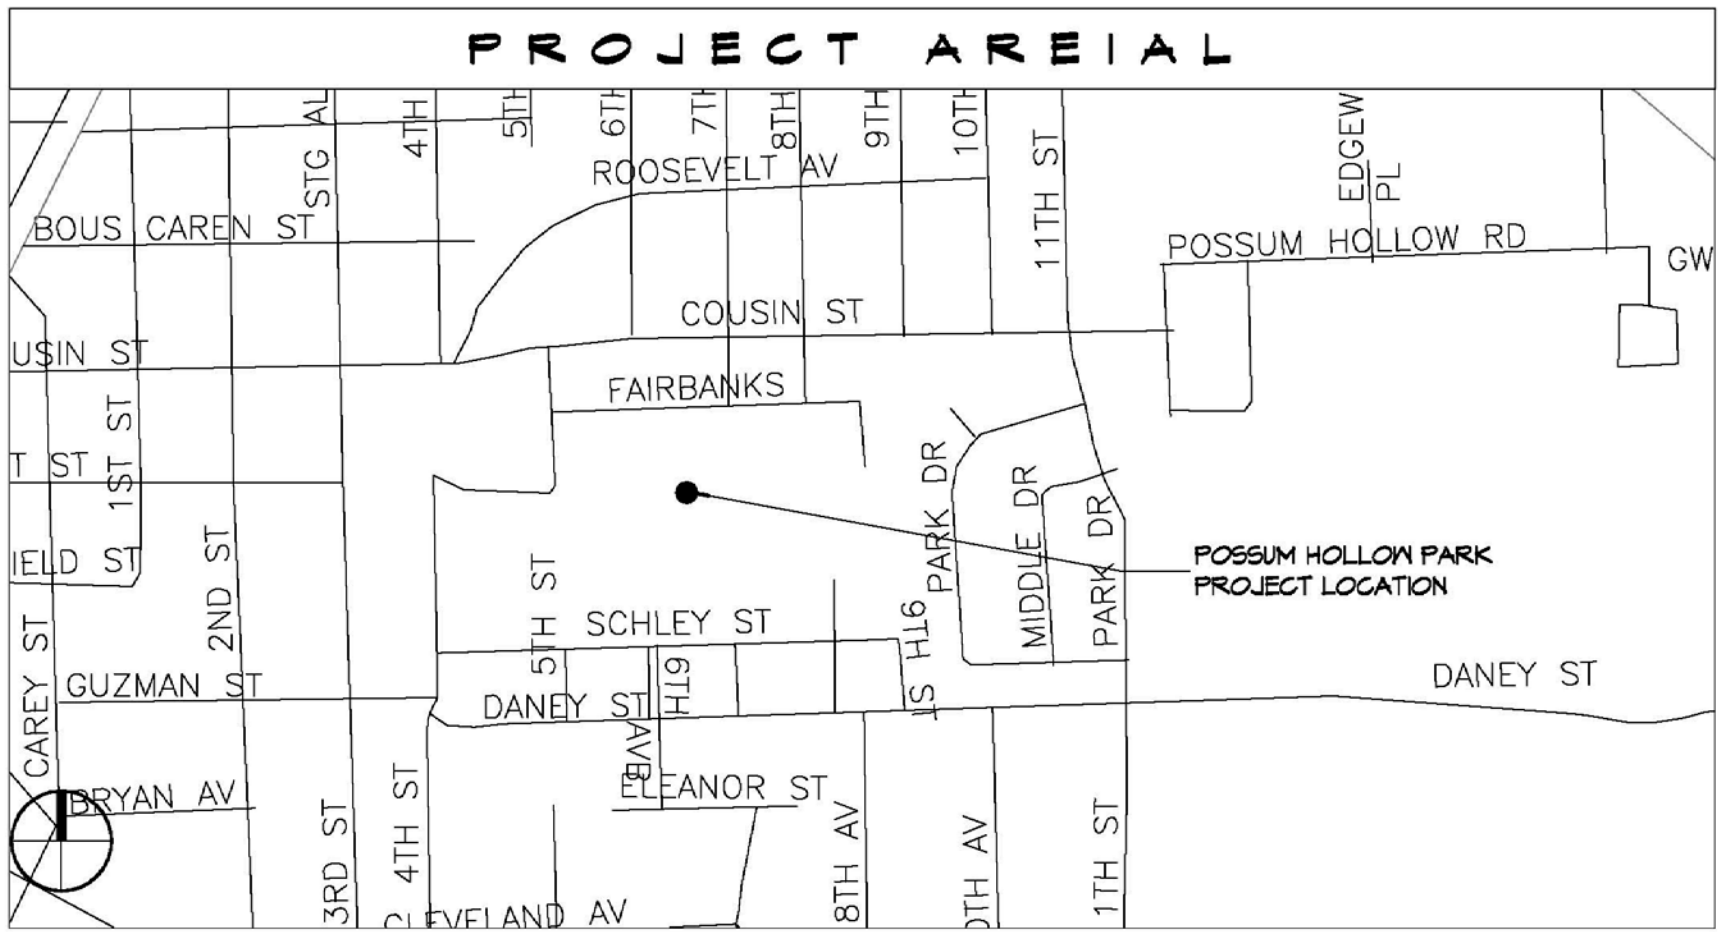 PROJECT AREIAL
STG AL
4TH
5TH
6TH
7TH
8TH
9TH
10TH
11TH ST
EDGEW
PL
ROOSEVELT AV
BOUS CAREN ST
POSSUM HOLLOW RD
GW
COUSIN ST
USIN ST
FAIRBANKS
1ST ST
T ST
PARK DR
MIDDLE DR
PARK DR
POSSUM HOLLOW PARK
PROJECT LOCATION
IELD ST
2ND ST
5TH ST
SCHLEY ST
9TH ST
CAREY ST
GUZMAN ST
6TH
AVB
DANEY ST
DANEY ST
BRYAN AV
ELEANOR ST
3RD ST
4TH ST
8TH AV
0TH AV
11TH ST
CLEVELAND AV